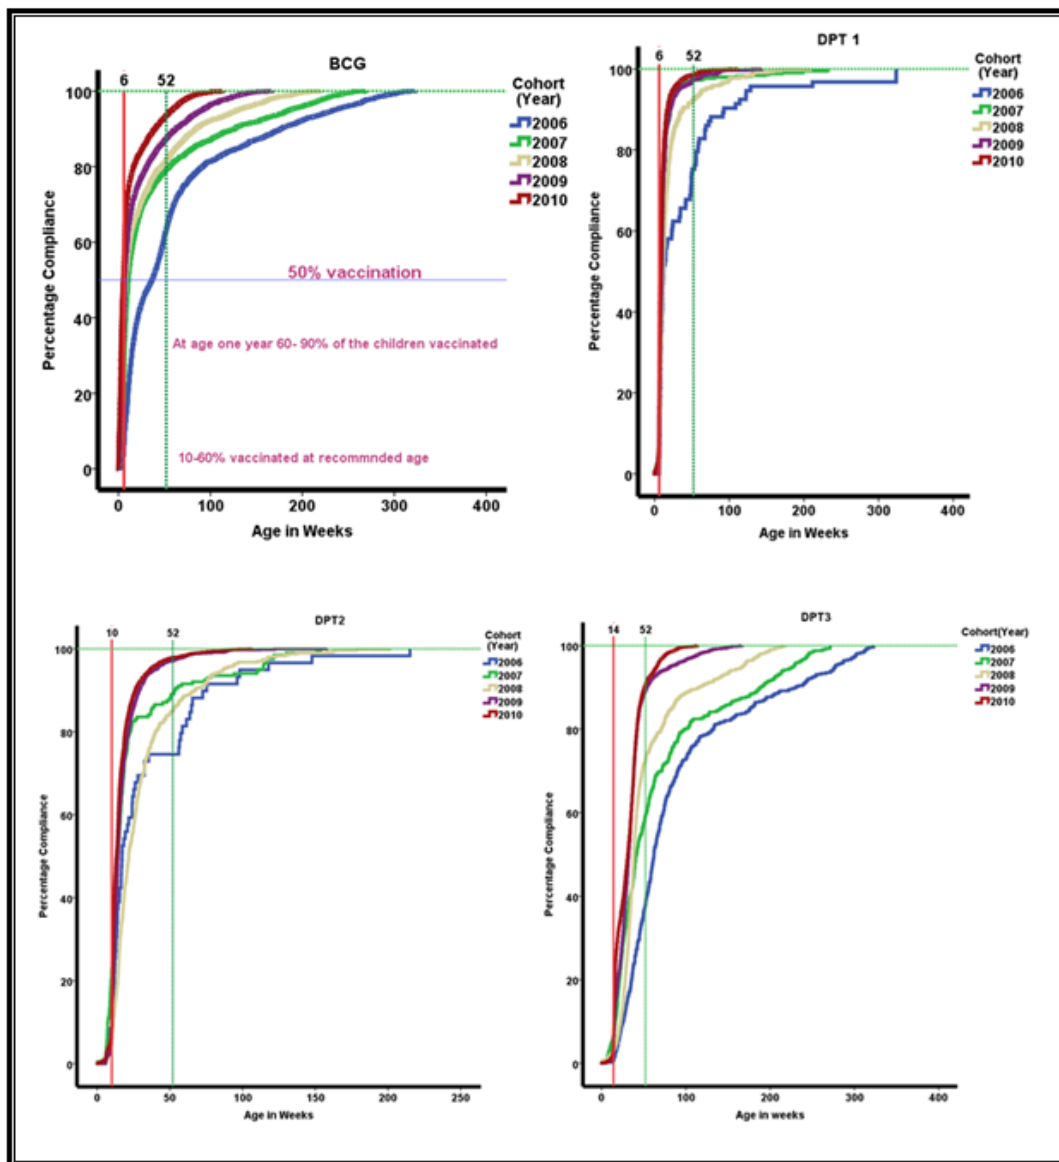 BCG
6 52
Cohort
(Year)
2006
2007
2008
2009
2010
Percentage Compliance
100
80
60
40
20
0
50% vaccination
At age one year 60- 90% of the children vaccinated
10-60% vaccinated at recommnded age
0 100 200 300 400
Age in Weeks
DPT 1
6 52
Cohort
(Year)
2006
2007
2008
2009
2010
Percentage Compliance
100
80
60
40
20
0
0 100 200 300 400
Age in Weeks
DPT2
10 52
Cohort
(Year)
2006
2007
2008
2009
2010
Percentage Compliance
100
80
60
40
20
0
0 50 100 150 200 250
Age in Weeks
DPT3
14 52
Cohort(Year)
2006
2007
2008
2009
2010
Percentage Compliance
100
80
60
40
20
0
0 100 200 300 400
Age in weeks